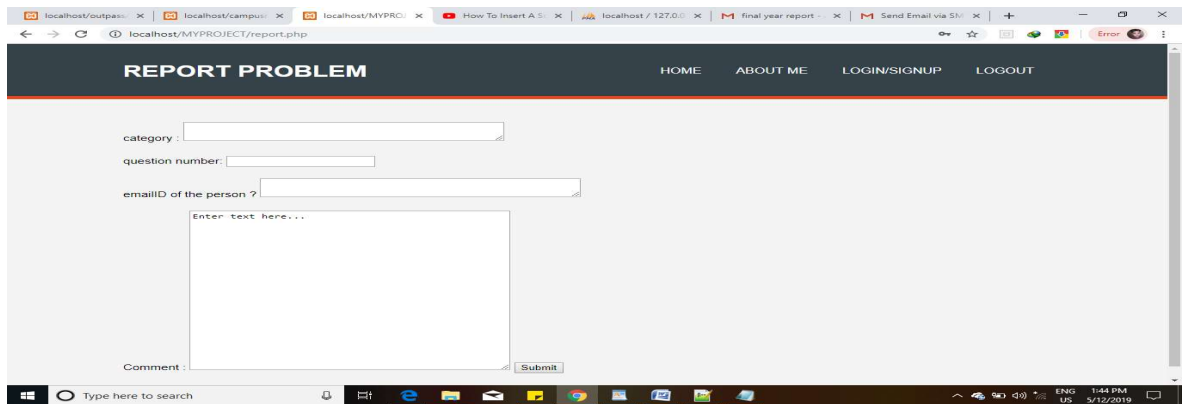 localhost/outpass localhost/campus localhost/MYPROJ How To Insert A S localhost / 127.0.0. final year report - Send Email via SM
localhost/MYPROJECT/report.php Error
REPORT PROBLEM HOME ABOUT ME LOGIN/SIGNUP LOGOUT
category :
question number:
emailID of the person ?
Enter text here...
Comment : Submit
Type here to search ENG 1:44 PM
US 5/12/2019